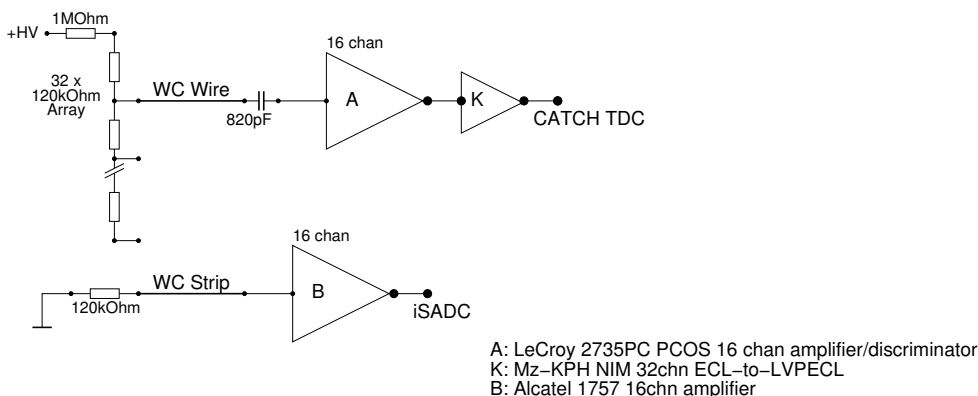 1MOhm
+HV
16 chan
32 x
120kOhm
Array
WC Wire
820pF
A
K
CATCH TDC
16 chan
WC Strip
120kOhm
B
iSADC
A: LeCroy 2735PC PCOS 16 chan amplifier/discriminator
K: Mz−KPH NIM 32chn ECL−to−LVPECL
B: Alcatel 1757 16chn amplifier